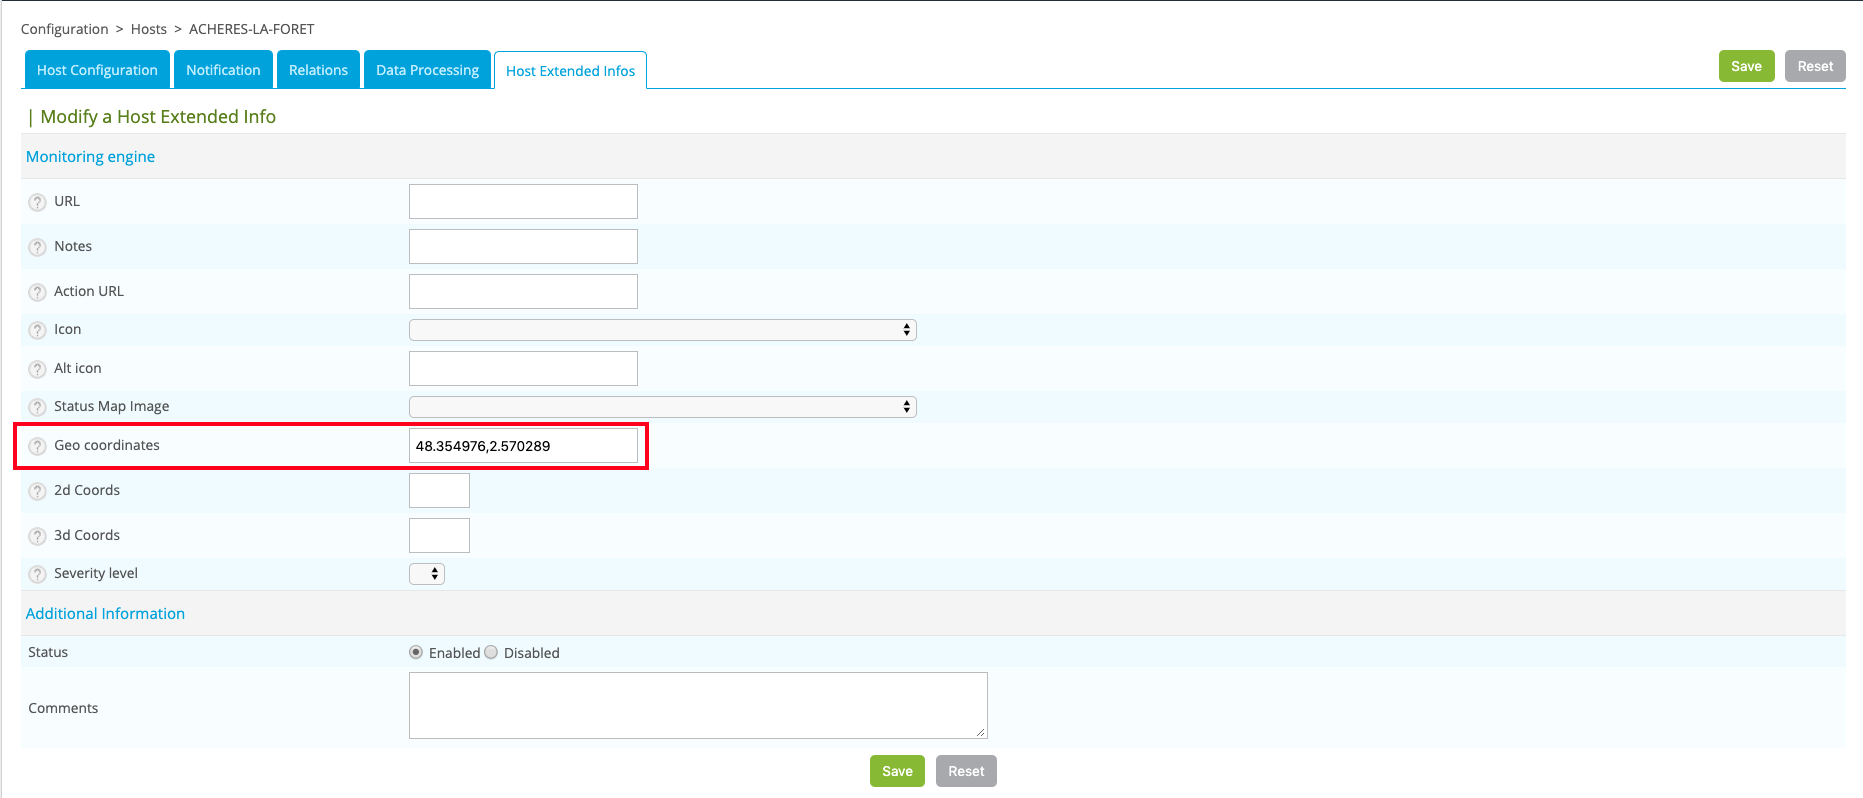 Configuration > Hosts > ACHERES-LA-FORET
Host Configuration Notification Relations Data Processing Host Extended Infos Save Reset
| Modify a Host Extended Info
Monitoring engine
? URL
? Notes
? Action URL
? Icon
? Alt icon
? Status Map Image
? Geo coordinates 48.354976,2.570289
? 2d Coords
? 3d Coords
? Severity level
Additional Information
Status Enabled Disabled
Comments
Save Reset